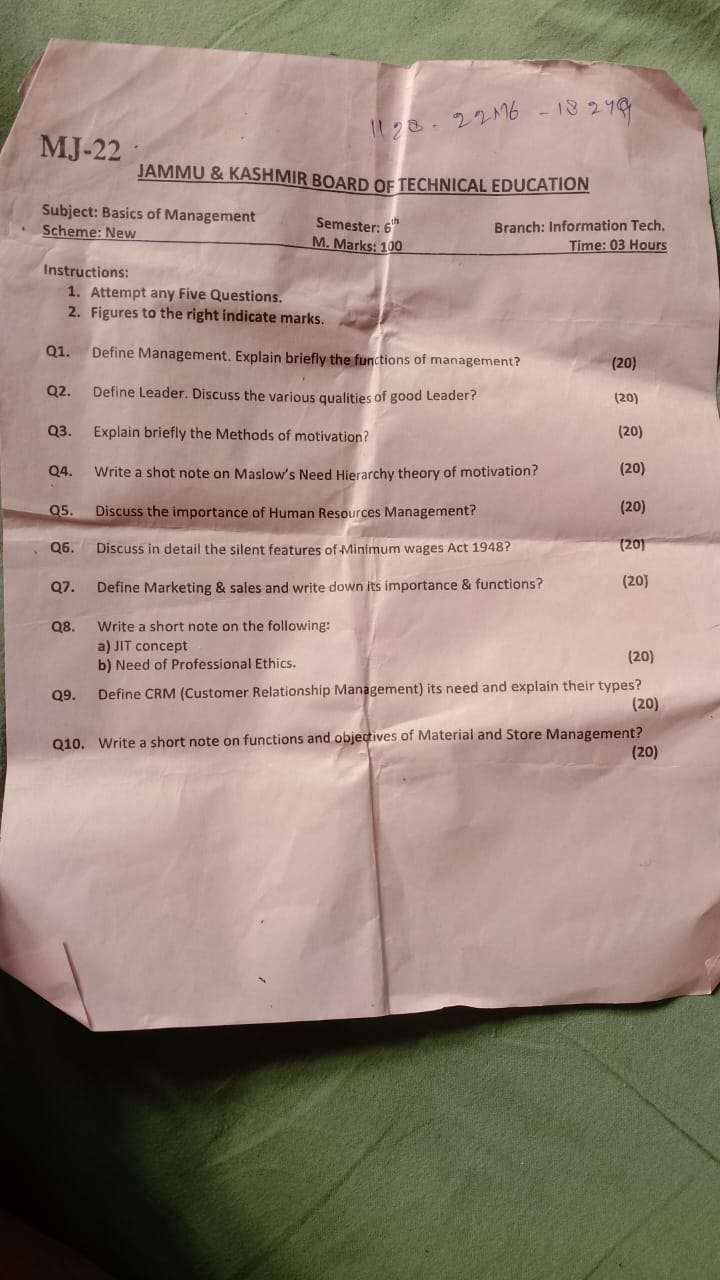 MJ-22
JAMMU & KASHMIR BOARD OF TECHNICAL EDUCATION
Subject: Basics of Management Semester: 6th Branch: Information Tech.
Scheme: New M. Marks: 100 Time: 03 Hours
Instructions:
1. Attempt any Five Questions.
2. Figures to the right indicate marks.
Q1. Define Management. Explain briefly the functions of management? (20)
Q2. Define Leader. Discuss the various qualities of good Leader? (20)
Q3. Explain briefly the Methods of motivation? (20)
Q4. Write a shot note on Maslow's Need Hierarchy theory of motivation? (20)
Q5. Discuss the importance of Human Resources Management? (20)
Q6. Discuss in detail the silent features of Minimum wages Act 1948? (20)
Q7. Define Marketing & sales and write down its importance & functions? (20)
Q8. Write a short note on the following:
a) JIT concept
b) Need of Professional Ethics. (20)
Q9. Define CRM (Customer Relationship Management) its need and explain their types?
(20)
Q10. Write a short note on functions and objectives of Material and Store Management?
(20)